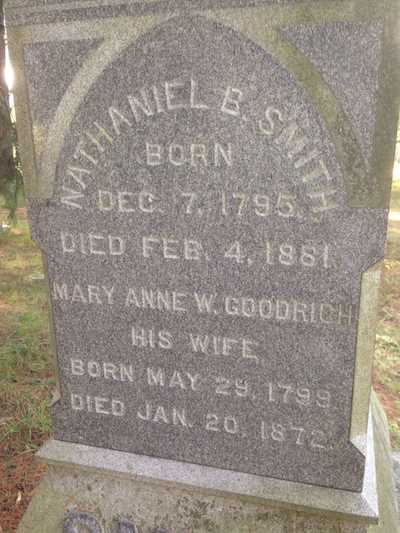 NATHANIEL B. SMITH
BORN
DEC. 7, 1795.
DIED FEB. 4, 1881.
MARY ANNE W. GOODRICH
HIS WIFE
BORN MAY 29, 1799.
DIED JAN. 20, 1872.